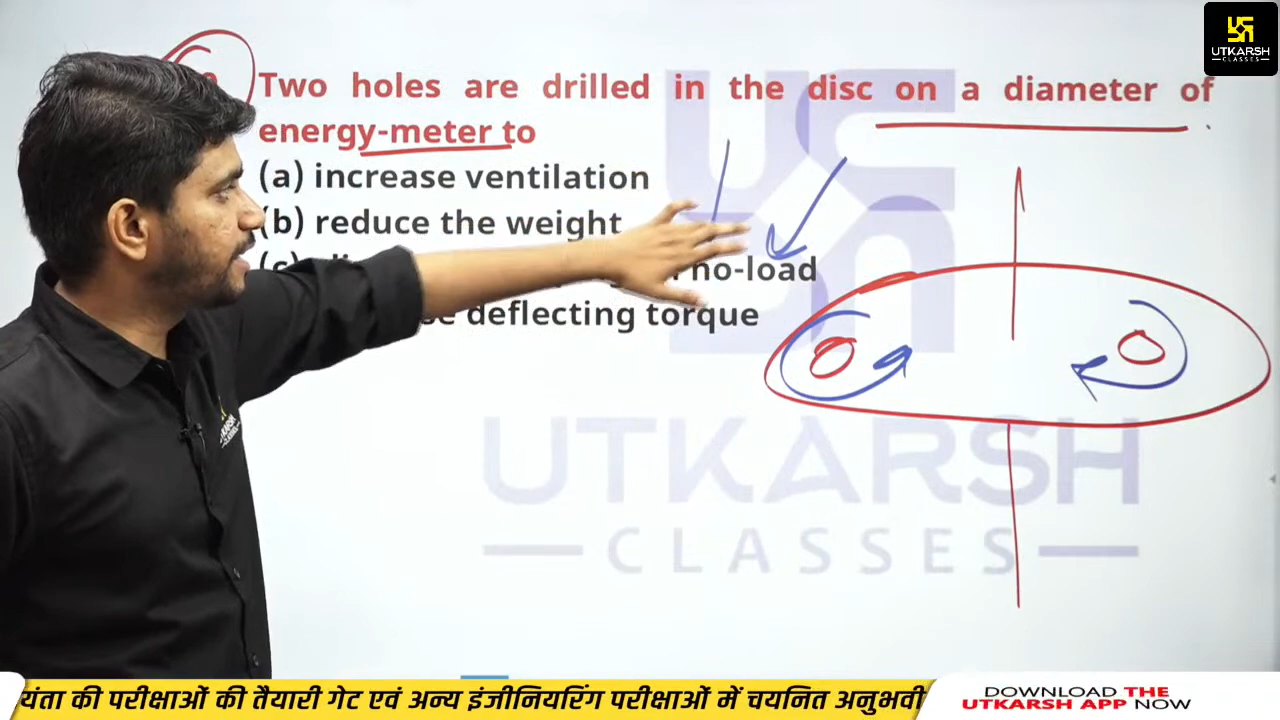 UTKARSH
CLASSES
Two holes are drilled in the disc on a diameter of
energy-meter to
(a) increase ventilation
(b) reduce the weight
(c) no-load
deflecting torque
UTKARSH
CLASSES
यंता की परीक्षाओं की तैयारी गेट एवं अन्य इंजीनियरिंग परीक्षाओं में चयनित अनुभवी
DOWNLOAD THE
UTKARSH APP NOW